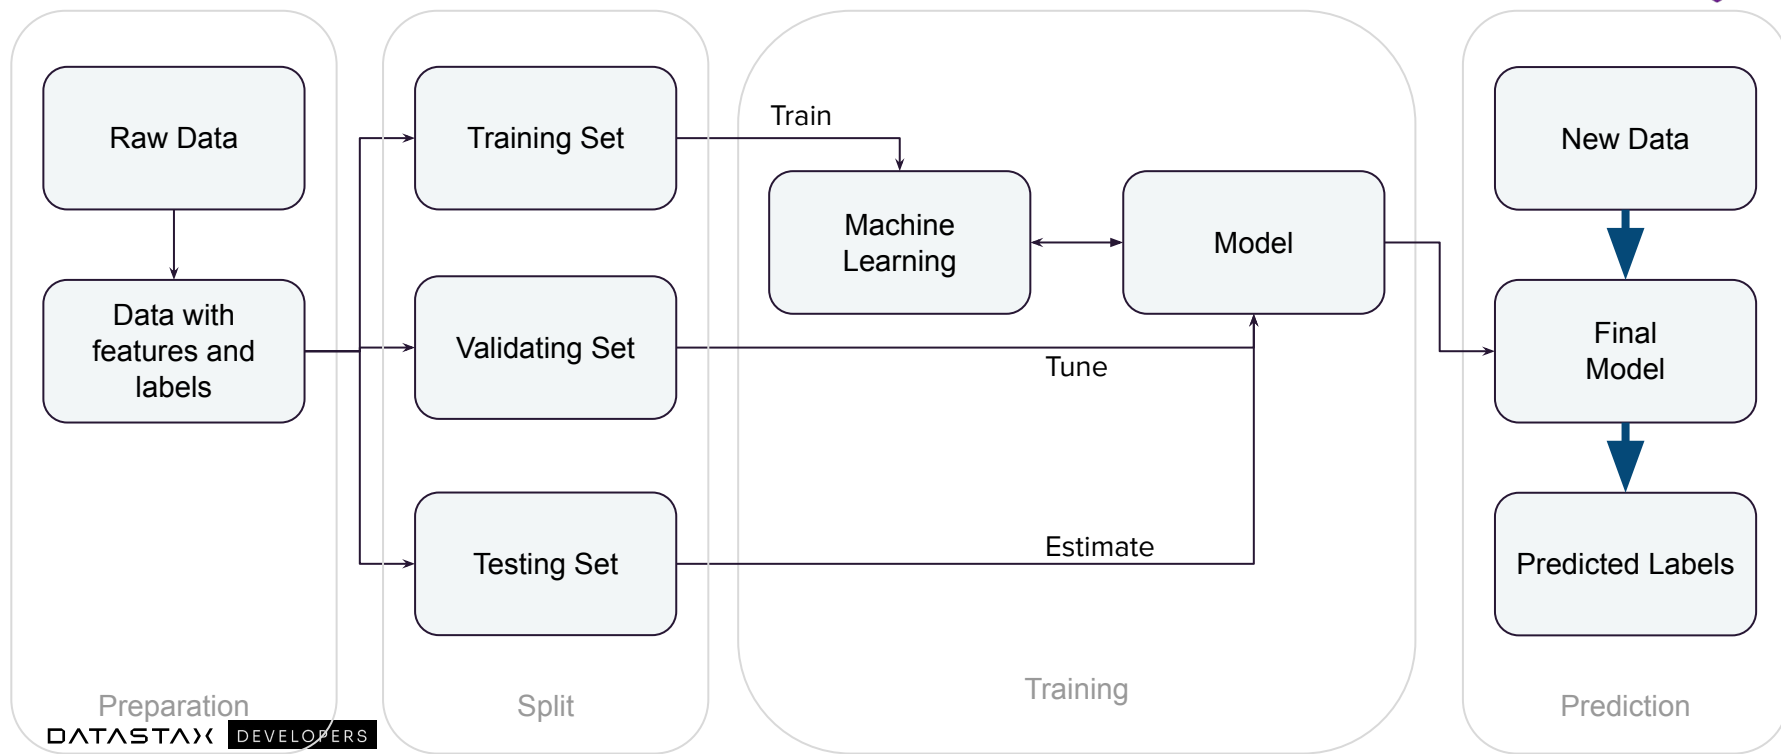 Raw Data
Data with
features and
labels
Preparation
Training Set
Validating Set
Testing Set
Split
Train
Machine
Learning
Model
Tune
Estimate
Training
New Data
Final
Model
Predicted Labels
Prediction
DATASTAX DEVELOPERS